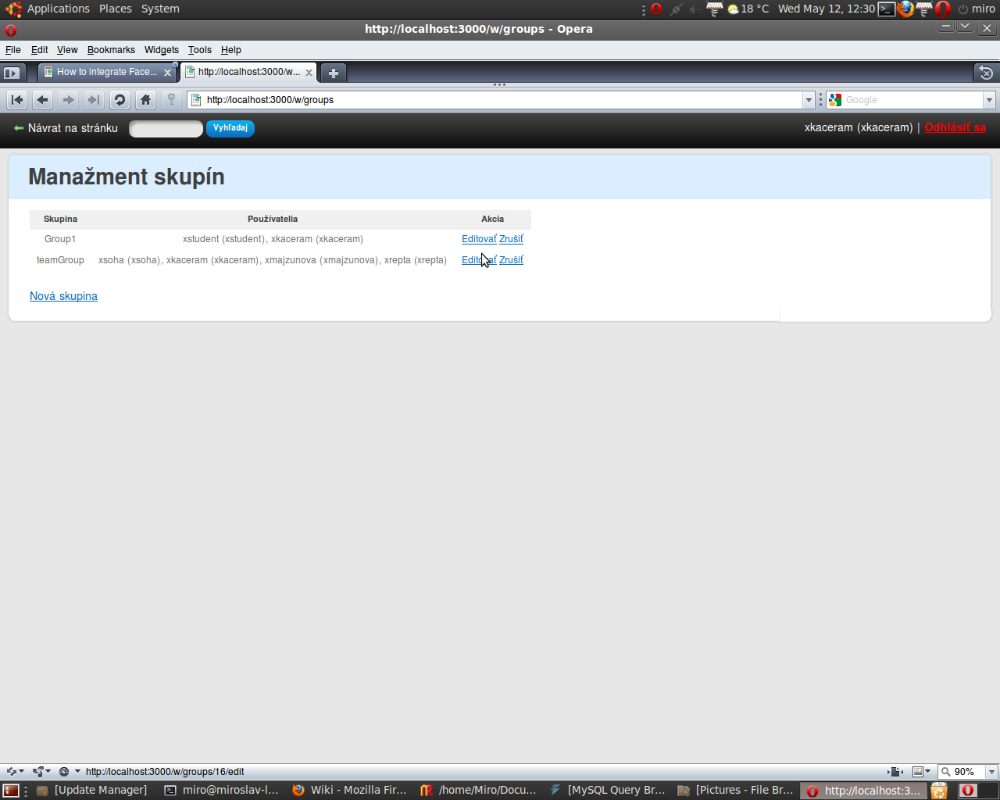 Applications Places System 18 °C Wed May 12, 12:30 miro
http://localhost:3000/w/groups - Opera
File Edit View Bookmarks Widgets Tools Help
How to integrate Face... http://localhost:3000/w...
http://localhost:3000/w/groups Google
Návrat na stránku Vyhľadaj xkaceram (xkaceram) | Odhlásiť sa
Manažment skupín
Skupina Používatelia Akcia
Group1 xstudent (xstudent), xkaceram (xkaceram) Editovať Zrušiť
teamGroup xsoha (xsoha), xkaceram (xkaceram), xmajzunova (xmajzunova), xrepta (xrepta) Editovať Zrušiť
Nová skupina
http://localhost:3000/w/groups/16/edit 90%
[Update Manager] miro@miroslav-l... Wiki - Mozilla Fir... /home/Miro/Docu... [MySQL Query Br... [Pictures - File Br... http://localhost:3...